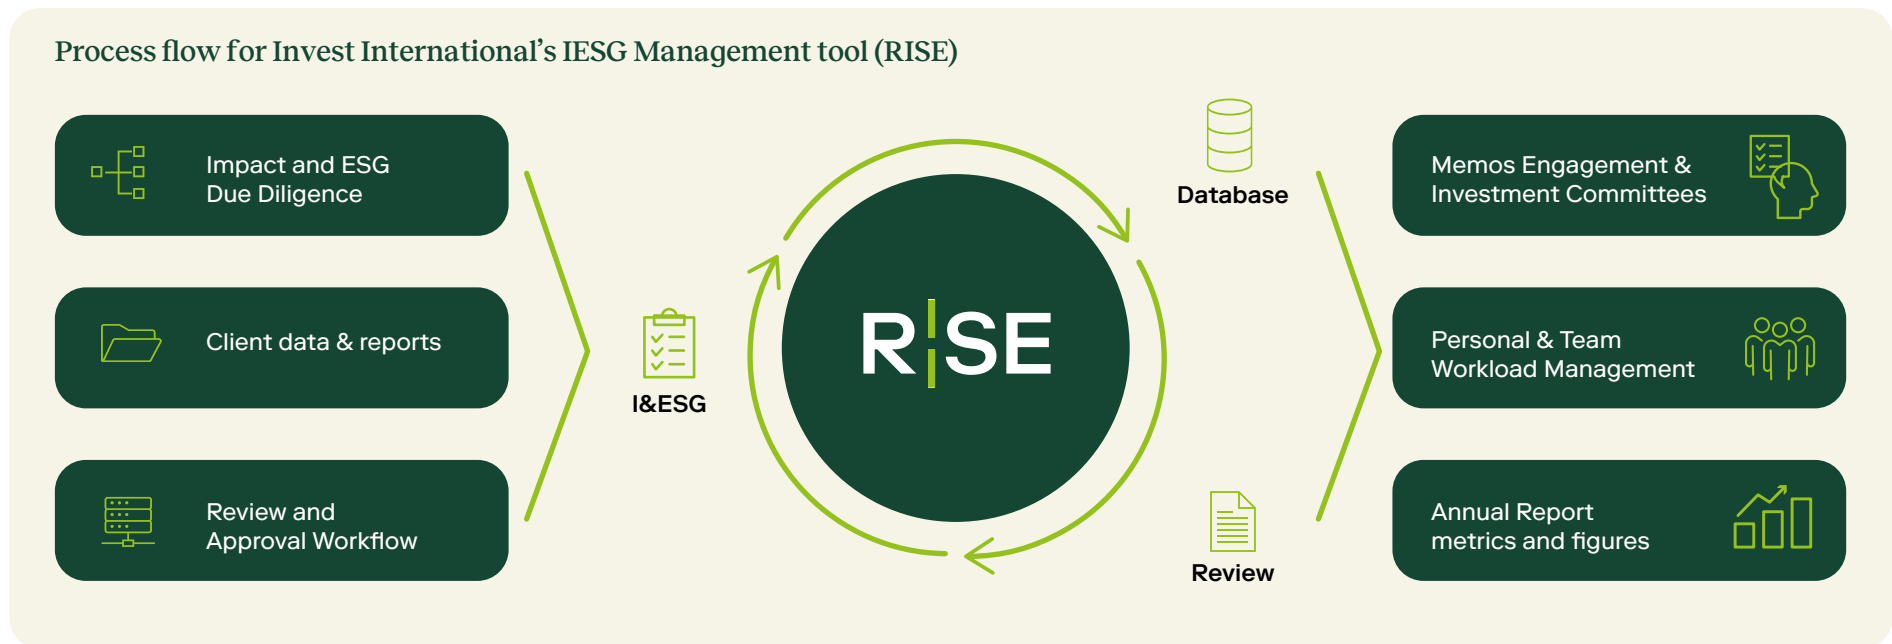 Process flow for Invest International’s IESG Management tool (RISE)
Impact and ESG
Due Diligence
Client data & reports
Review and
Approval Workflow
I&ESG
RISE
Database
Review
Memos Engagement &
Investment Committees
Personal & Team
Workload Management
Annual Report
metrics and figures